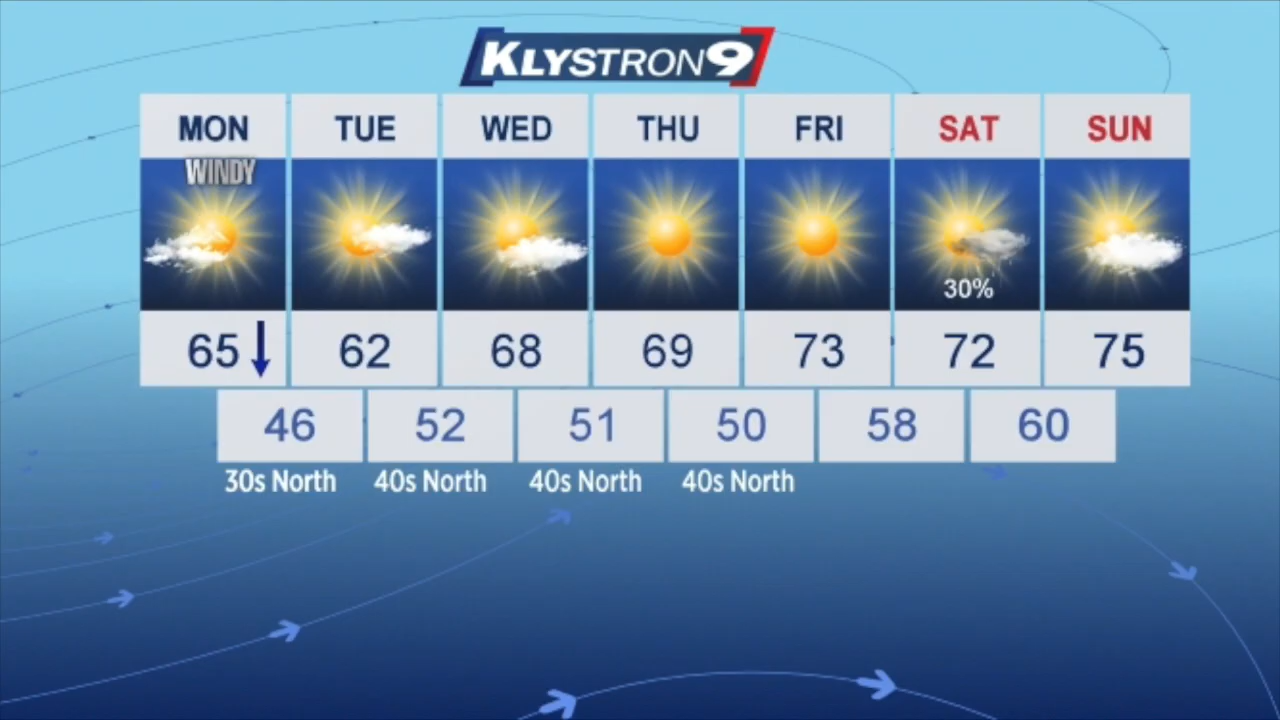 KLYSTRON9
MON TUE WED THU FRI SAT SUN
WINDY
30%
65 62 68 69 73 72 75
46 52 51 50 58 60
30s North 40s North 40s North 40s North